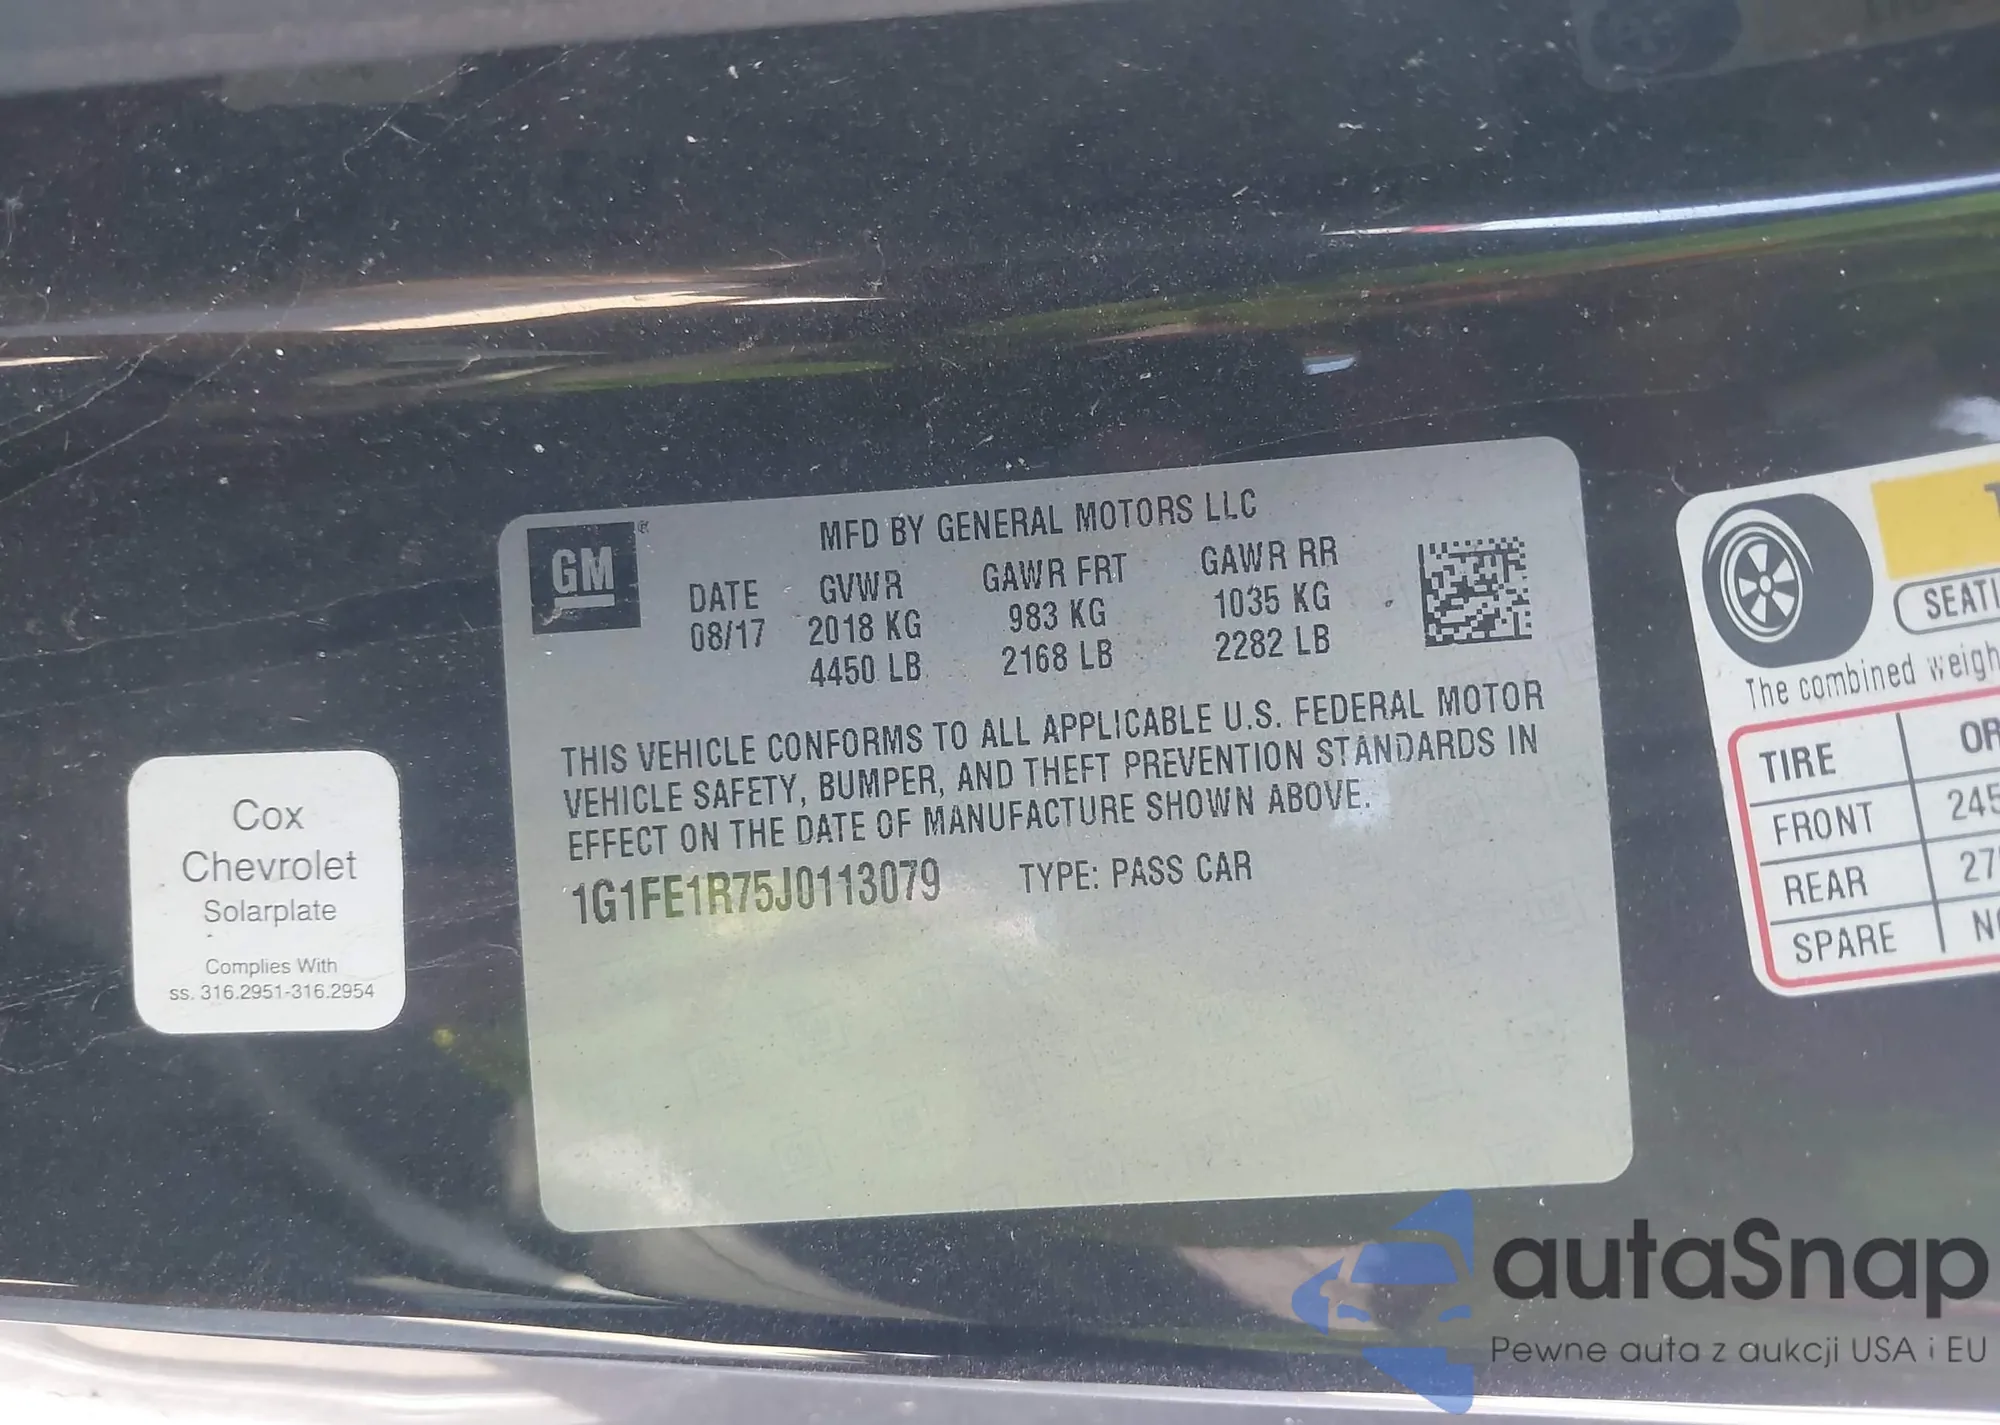 GM®
MFD BY GENERAL MOTORS LLC
DATE GVWR GAWR FRT GAWR RR
08/17 2018 KG 983 KG 1035 KG
4450 LB 2168 LB 2282 LB
THIS VEHICLE CONFORMS TO ALL APPLICABLE U.S. FEDERAL MOTOR
VEHICLE SAFETY, BUMPER, AND THEFT PREVENTION STANDARDS IN
EFFECT ON THE DATE OF MANUFACTURE SHOWN ABOVE.
1G1FE1R75J0113079 TYPE: PASS CAR
Cox
Chevrolet
Solarplate
Complies With
ss. 316.2951-316.2954
The combined
TIRE
FRONT
REAR
SPARE
autaSnap
Pewne auta z aukcji USA i EU